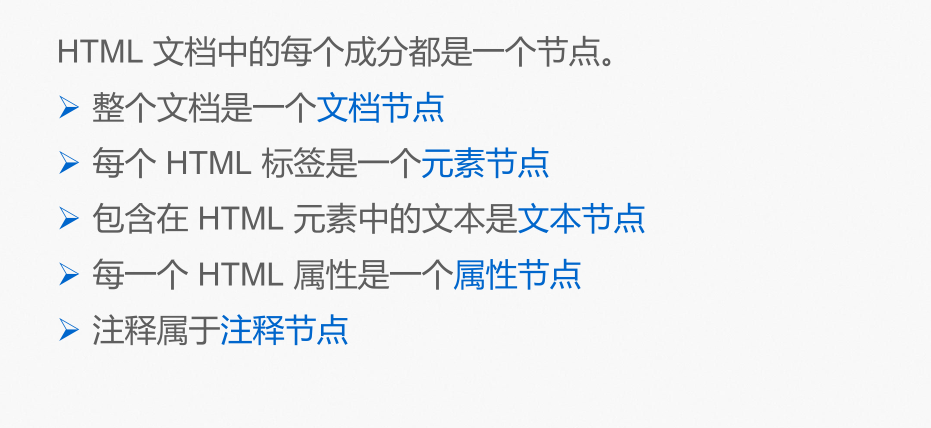 HTML 文档中的每个成分都是一个节点。
➢ 整个文档是一个文档节点
➢ 每个 HTML 标签是一个元素节点
➢ 包含在 HTML 元素中的文本是文本节点
➢ 每一个 HTML 属性是一个属性节点
➢ 注释属于注释节点